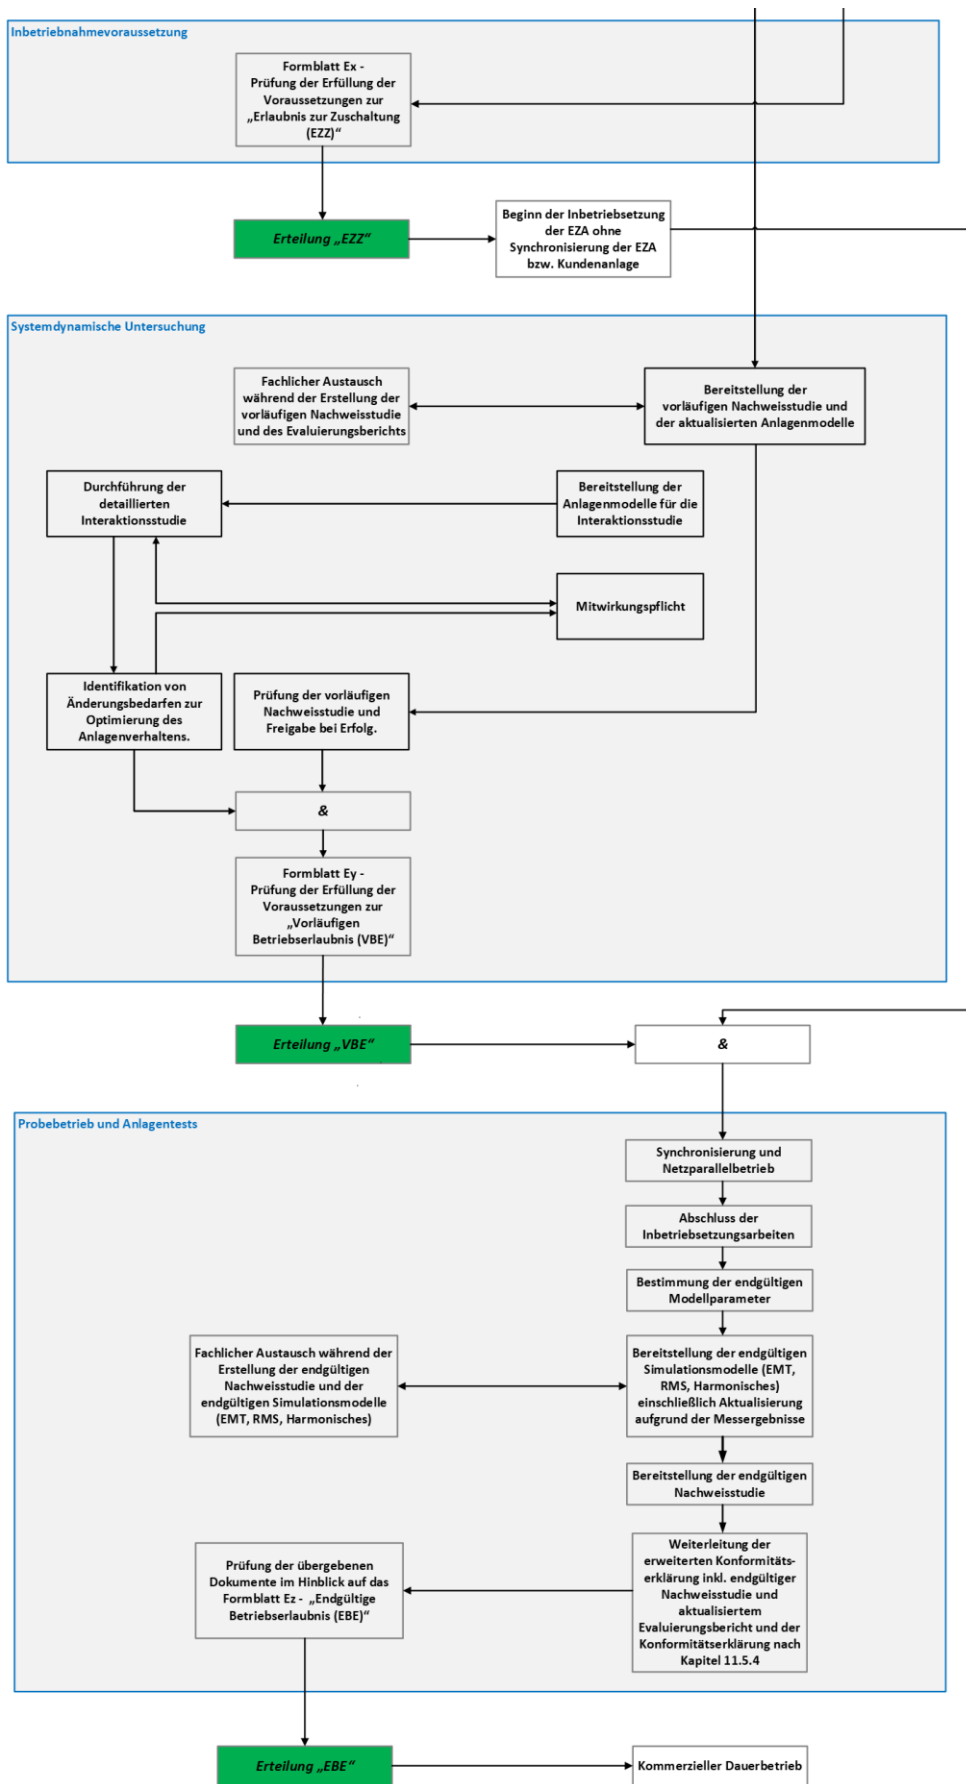 Inbetriebnahmevoraussetzung
Formblatt Ex -
Prüfung der Erfüllung der
Voraussetzungen zur
„Erlaubnis zur Zuschaltung
(EZZ)“
Erteilung „EZZ“
Beginn der Inbetriebsetzung
der EZA ohne
Synchronisierung der EZA
bzw. Kundenanlage
Systemdynamische Untersuchung
Fachlicher Austausch
während der Erstellung der
vorläufigen Nachweisstudie
und des Evaluierungsberichts
Bereitstellung der
vorläufigen Nachweisstudie und
der aktualisierten Anlagenmodelle
Durchführung der
detaillierten
Interaktionsstudie
Bereitstellung der
Anlagenmodelle für die
Interaktionsstudie
Mitwirkungspflicht
Identifikation von
Änderungsbedarfen zur
Optimierung des
Anlagenverhaltens.
Prüfung der vorläufigen
Nachweisstudie und
Freigabe bei Erfolg.
&
Formblatt Ey -
Prüfung der Erfüllung der
Voraussetzungen zur
„Vorläufigen
Betriebserlaubnis (VBE)“
Erteilung „VBE“
&
Probebetrieb und Anlagentests
Synchronisierung und
Netzparallelbetrieb
Abschluss der
Inbetriebsetzungsarbeiten
Bestimmung der endgültigen
Modellparameter
Fachlicher Austausch während der
Erstellung der endgültigen
Nachweisstudie und der
endgültigen Simulationsmodelle
(EMT, RMS, Harmonisches)
Bereitstellung der endgültigen
Simulationsmodelle (EMT,
RMS, Harmonisches)
einschließlich Aktualisierung
aufgrund der Messergebnisse
Bereitstellung der endgültigen
Nachweisstudie
Prüfung der übergebenen
Dokumente im Hinblick auf das
Formblatt Ez - „Endgültige
Betriebserlaubnis (EBE)“
Weiterleitung der
erweiterten Konformitäts-
erklärung inkl. endgültiger
Nachweisstudie und
aktualisiertem
Evaluierungsbericht und der
Konformitätserklärung nach
Kapitel 11.5.4
Erteilung „EBE“
Kommerzieller Dauerbetrieb